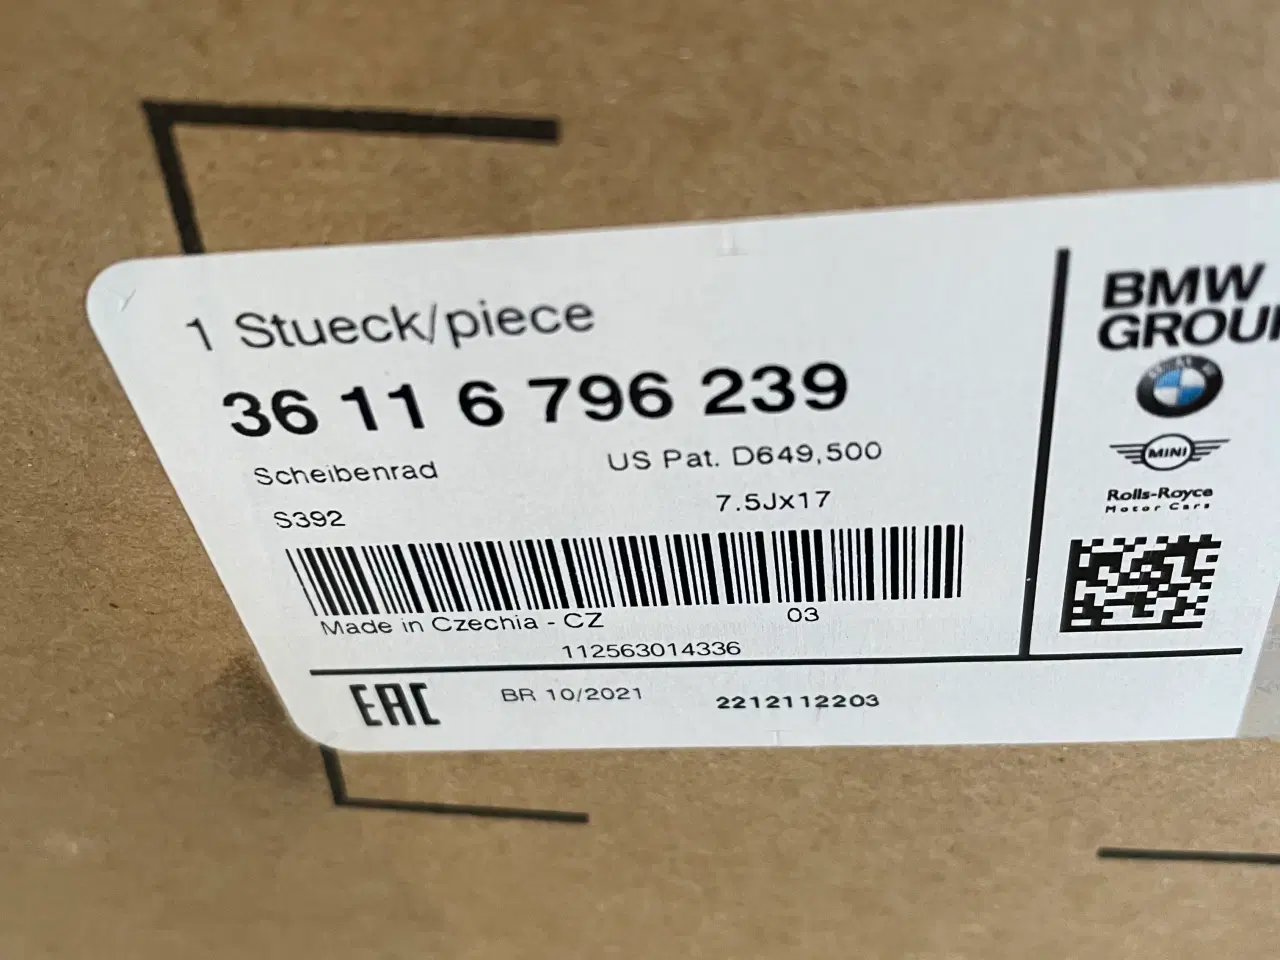 1 Stueck/piece
36 11 6 796 239
Scheibenrad
US Pat. D649,500
S392
7.5Jx17
Made in Czechia - CZ
03
112563014336
EAC
BR 10/2021
2212112203
BMW
GROUP
MINI
Rolls-Royce
Motor Cars